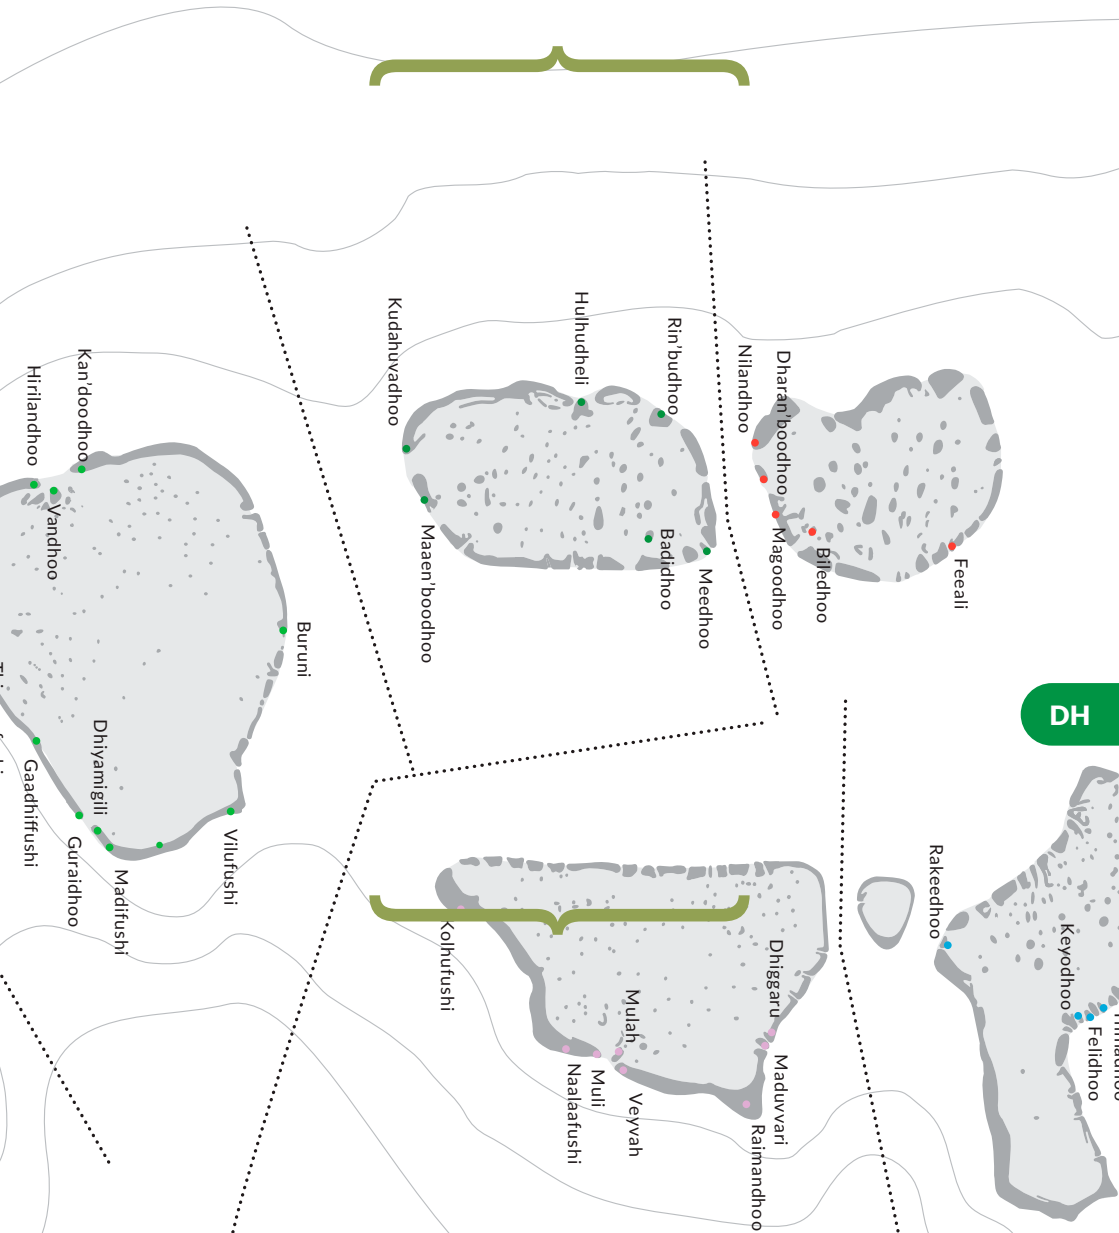 Kudahuvadhoo
Hulhudheli
Rin'budhoo
Nilandhoo
Dharan'boodhoo
Kan'doodhoo
Hirilandhoo
Vandhoo
Maaen'boodhoo
Badidhoo
Meedhoo
Magoodhoo
Biledhoo
Feeali
Buruni
DH
Dhiyamigili
Gaadhiffushi
Guraidhoo
Madifushi
Vilufushi
Kolhufushi
Mulah
Dhiggaru
Rakeedhoo
Keyodhoo
Felidhoo
Naalaafushi
Muli
Veyvah
Maduvvari
Raimandhoo